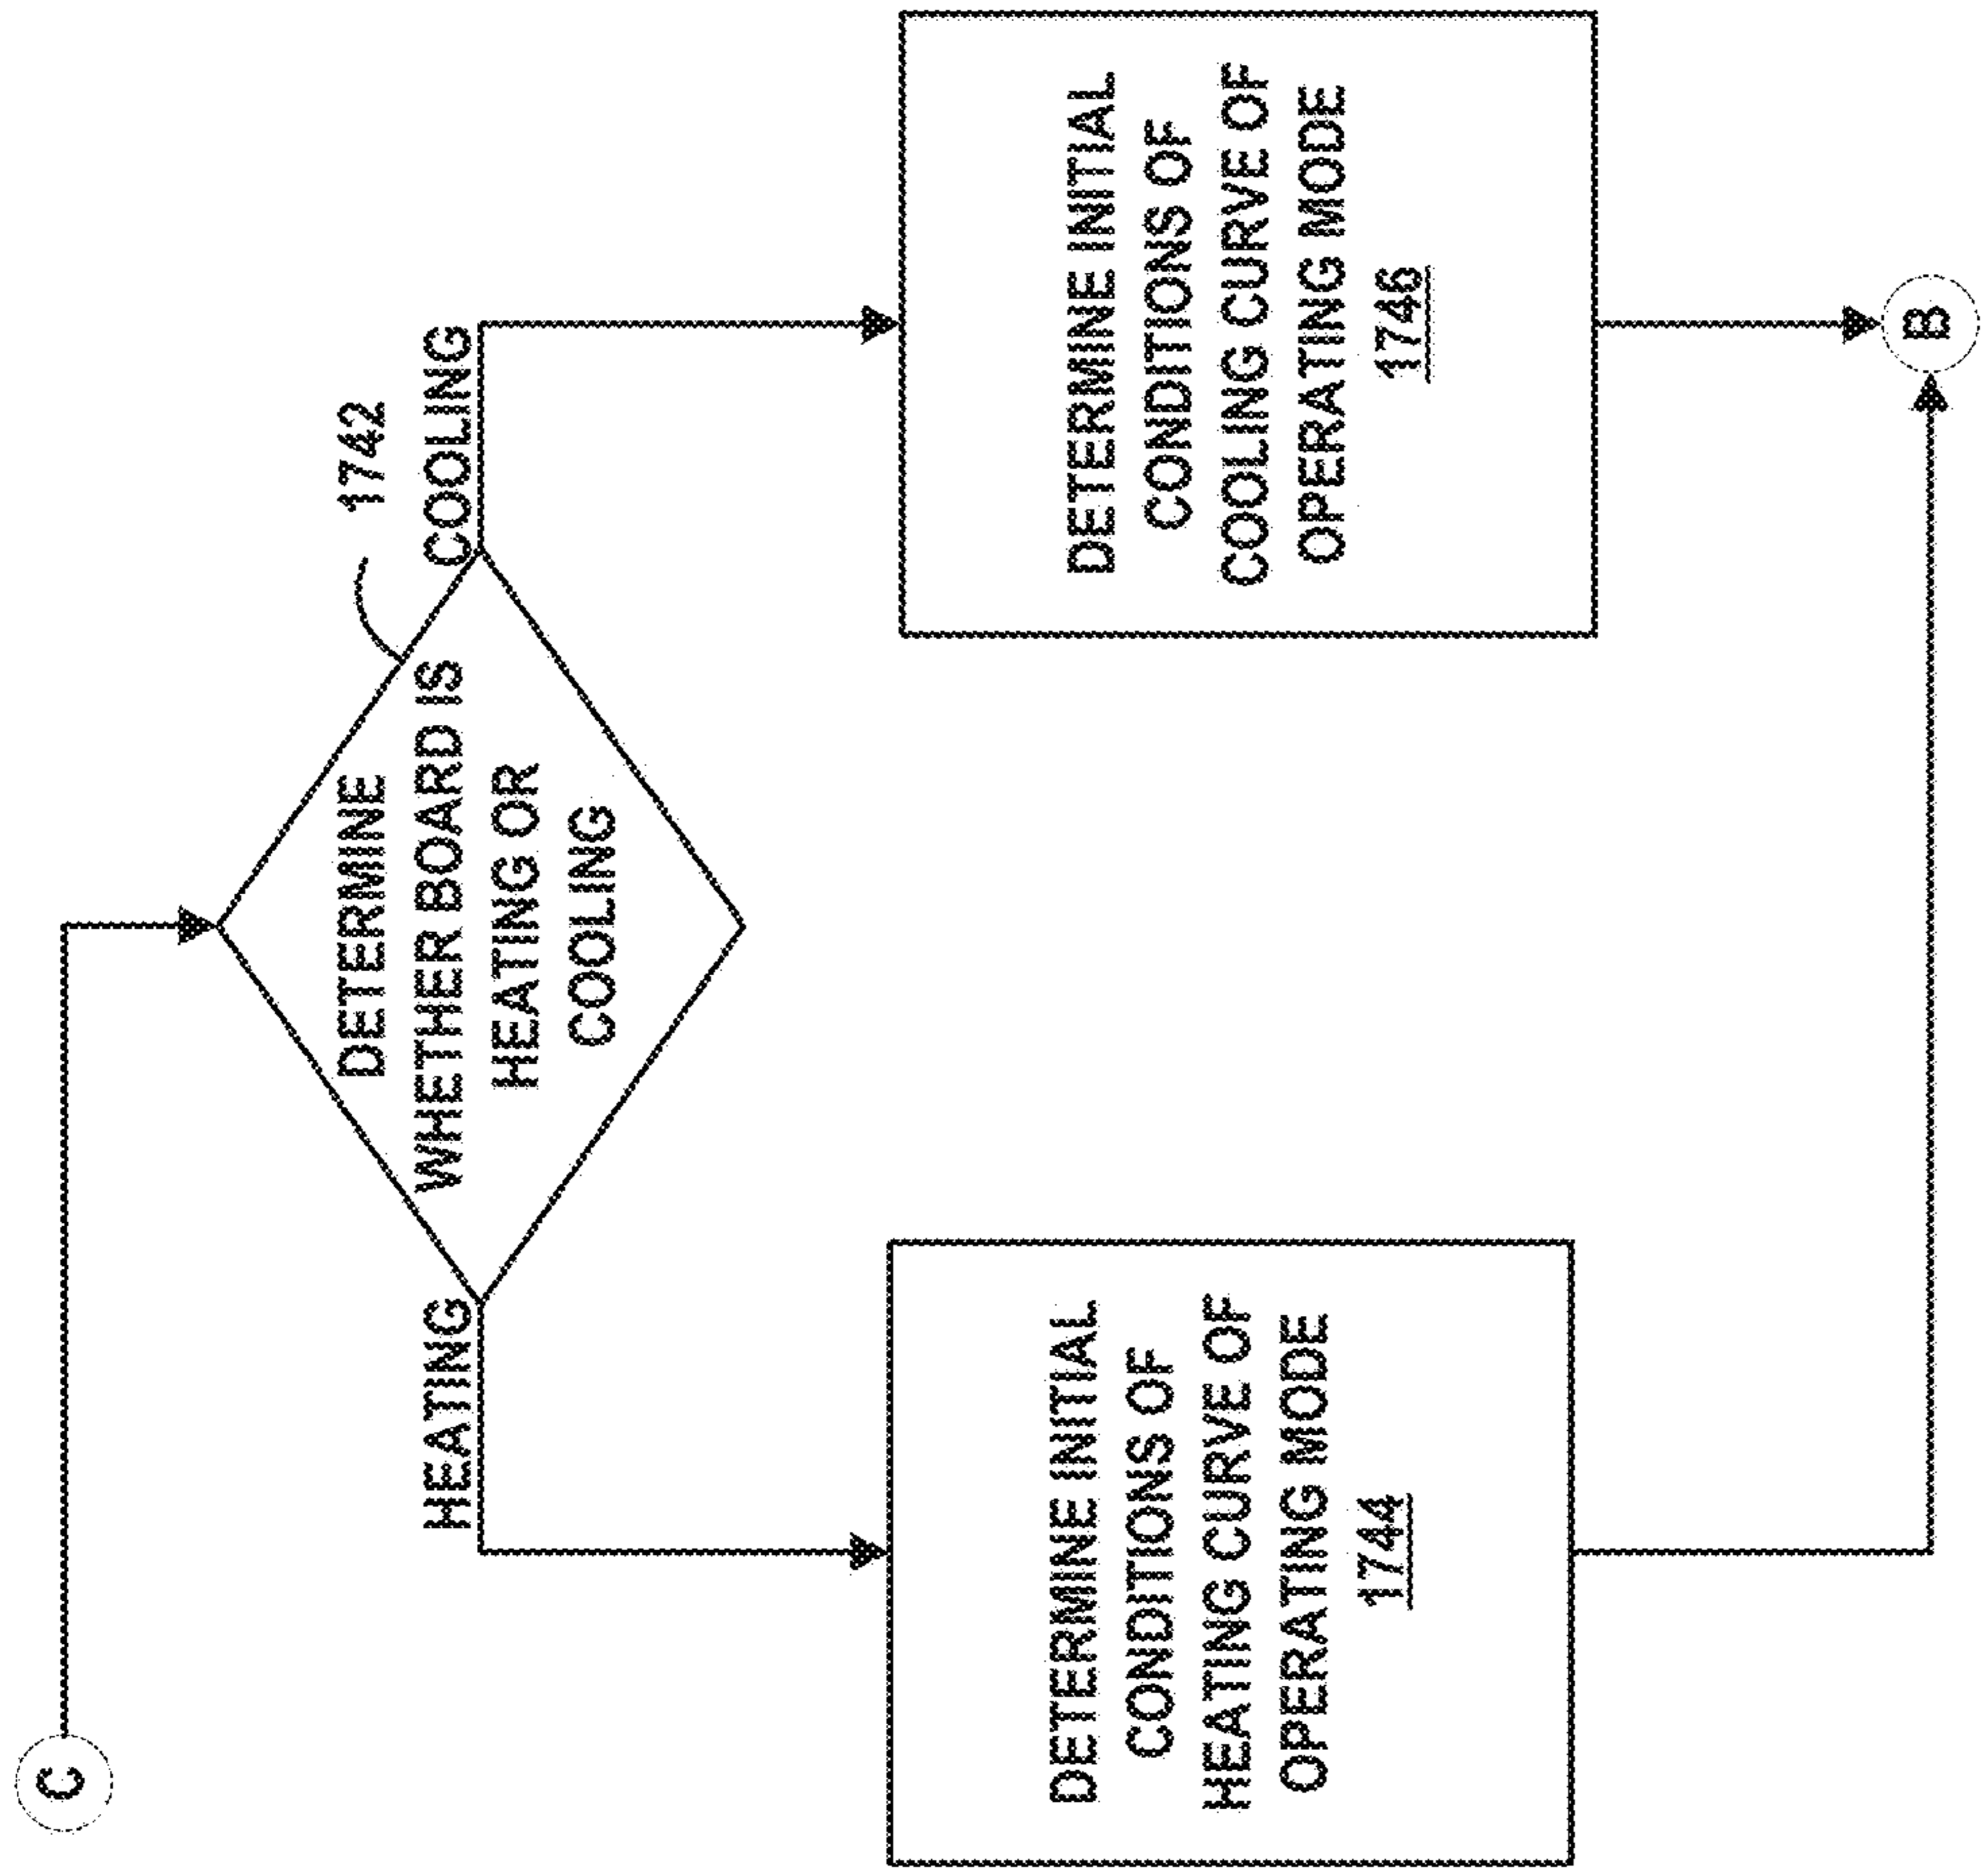 C
1742
DETERMINE
WHETHER BOARD IS
HEATING OR
COOLING
HEATING
COOLING
DETERMINE INITIAL
CONDITIONS OF
HEATING CURVE OF
OPERATING MODE
1744
DETERMINE INITIAL
CONDITIONS OF
COOLING CURVE OF
OPERATING MODE
1746
B